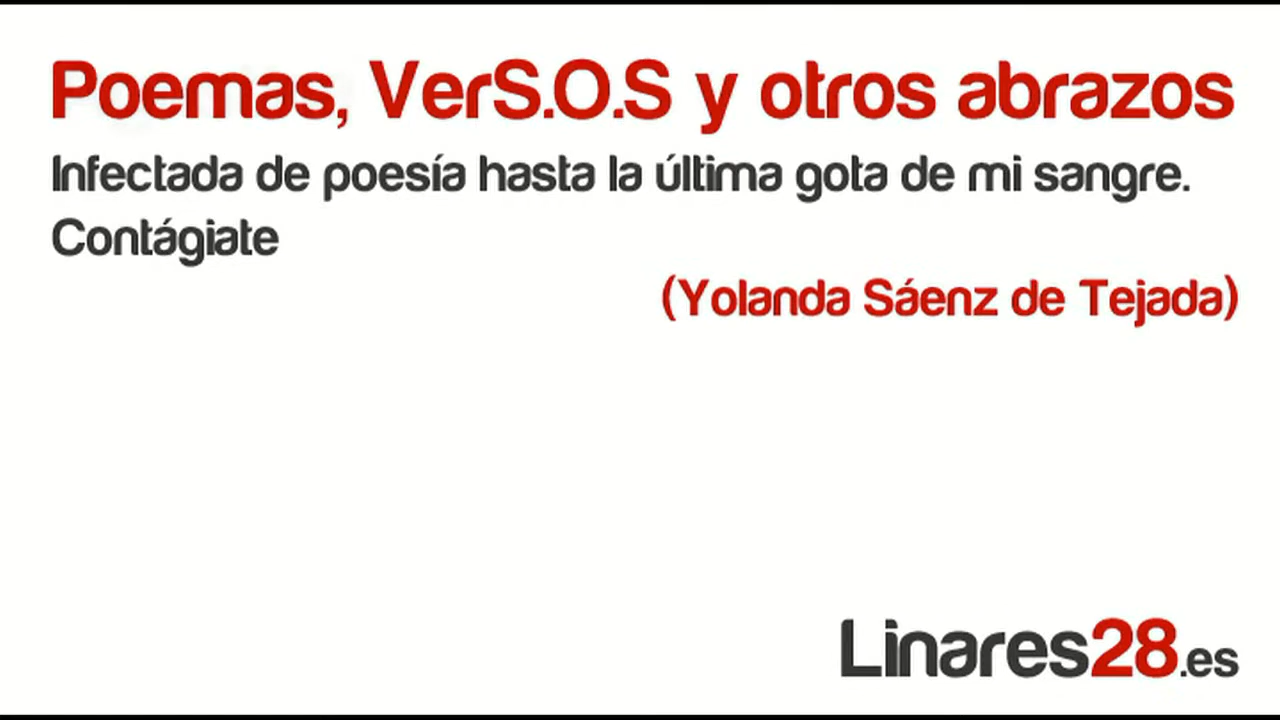 Poemas, VerS.O.S y otros abrazos
Infectada de poesía hasta la última gota de mi sangre.
Contágiate
(Yolanda Sáenz de Tejada)
Linares28.es